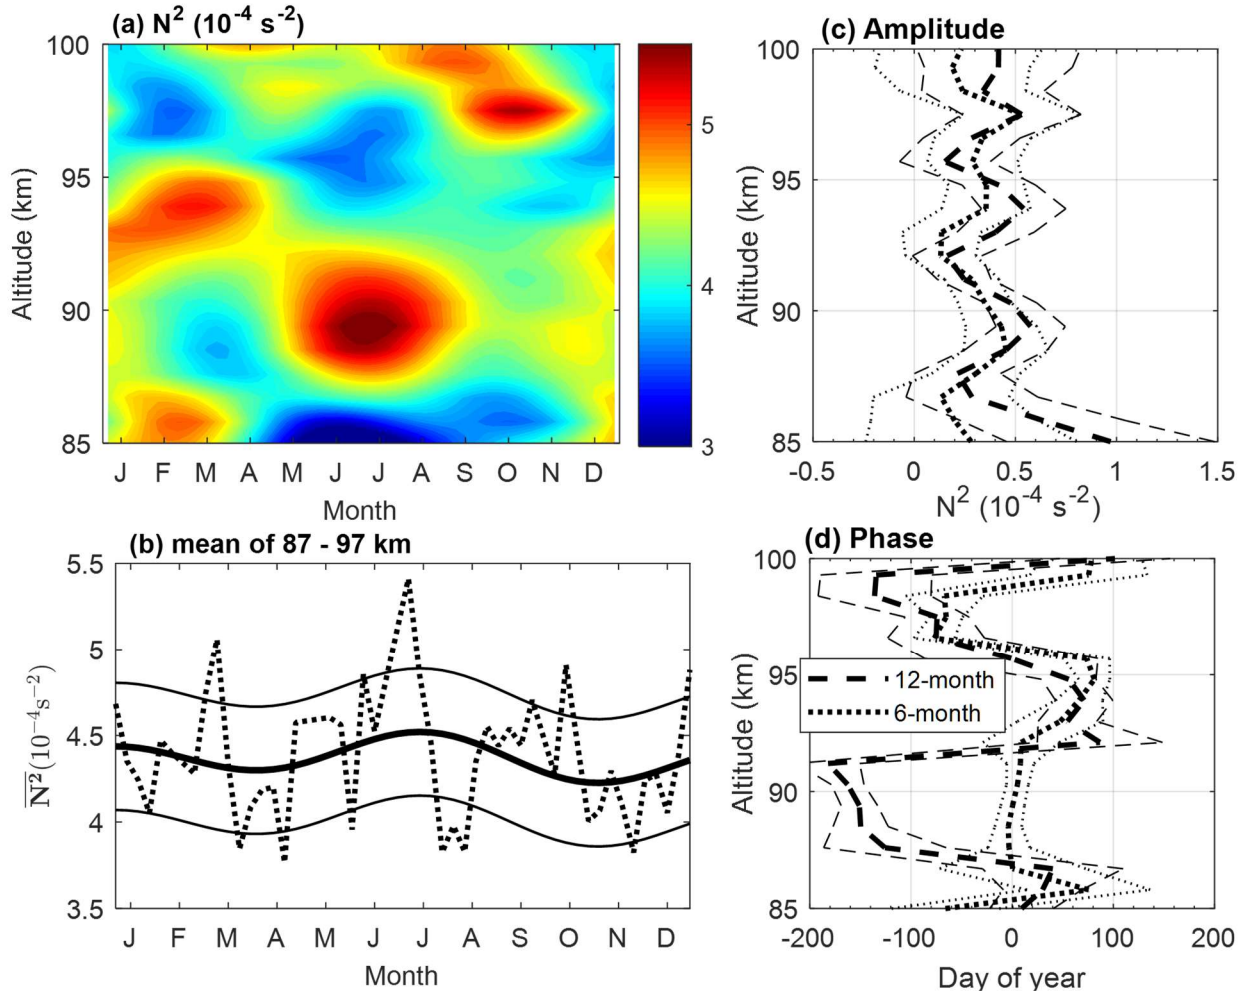 (a) N² (10⁻⁴ s⁻²)
100
95
90
85
Altitude (km)
J F M A M J J A S O N D
Month
5
4
3
(c) Amplitude
100
95
90
85
Altitude (km)
-0.5 0 0.5 1 1.5
N² (10⁻⁴ s⁻²)
(b) mean of 87 - 97 km
5.5
5
4.5
4
3.5
N̅²(10⁻⁴s⁻²)
J F M A M J J A S O N D
Month
(d) Phase
100
95
90
85
Altitude (km)
12-month
6-month
-200 -100 0 100 200
Day of year